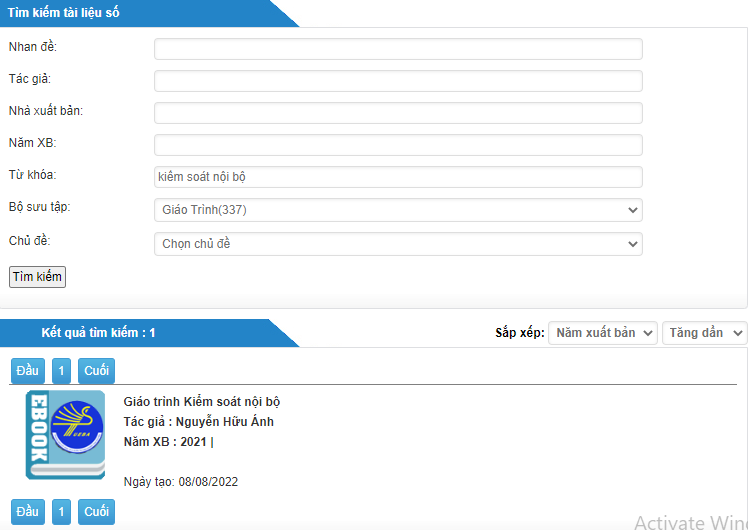 Tìm kiếm tài liệu số
Nhan đề:
Tác giả:
Nhà xuất bản:
Năm XB:
Từ khóa: kiểm soát nội bộ
Bộ sưu tập: Giáo Trình(337)
Chủ đề: Chọn chủ đề
Tìm kiếm
Kết quả tìm kiếm : 1 Sắp xếp: Năm xuất bản Tăng dần
Đầu 1 Cuối
EBOOK
Giáo trình Kiểm soát nội bộ
Tác giả : Nguyễn Hữu Ánh
Năm XB : 2021 |
Ngày tạo: 08/08/2022
Đầu 1 Cuối